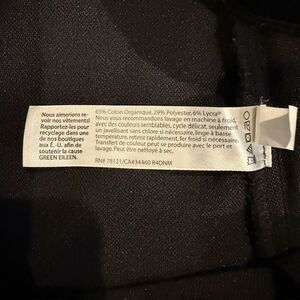 Nous aimerions re-
voir nos vêtements!
Rapportez-les pour
recyclage dans une
de nos boutiques
aux É.-U. afin de
soutenir la cause
GREEN EILEEN.
65% Coton Organique, 29% Polyester, 6% Lycra®
Nous vous recommandons lavage en machine à froid,
avec des couleurs semblables, cycle délicat, seulement
un javellisant sans chlore si nécessaire, linge à basse
température, retirez rapidement, fer froid si nécessaire.
Transfert de couleur peut se produire avec le port et
lavage. Peut être nettoyé à sec.
RN# 78121/CA#34460 R4DNM